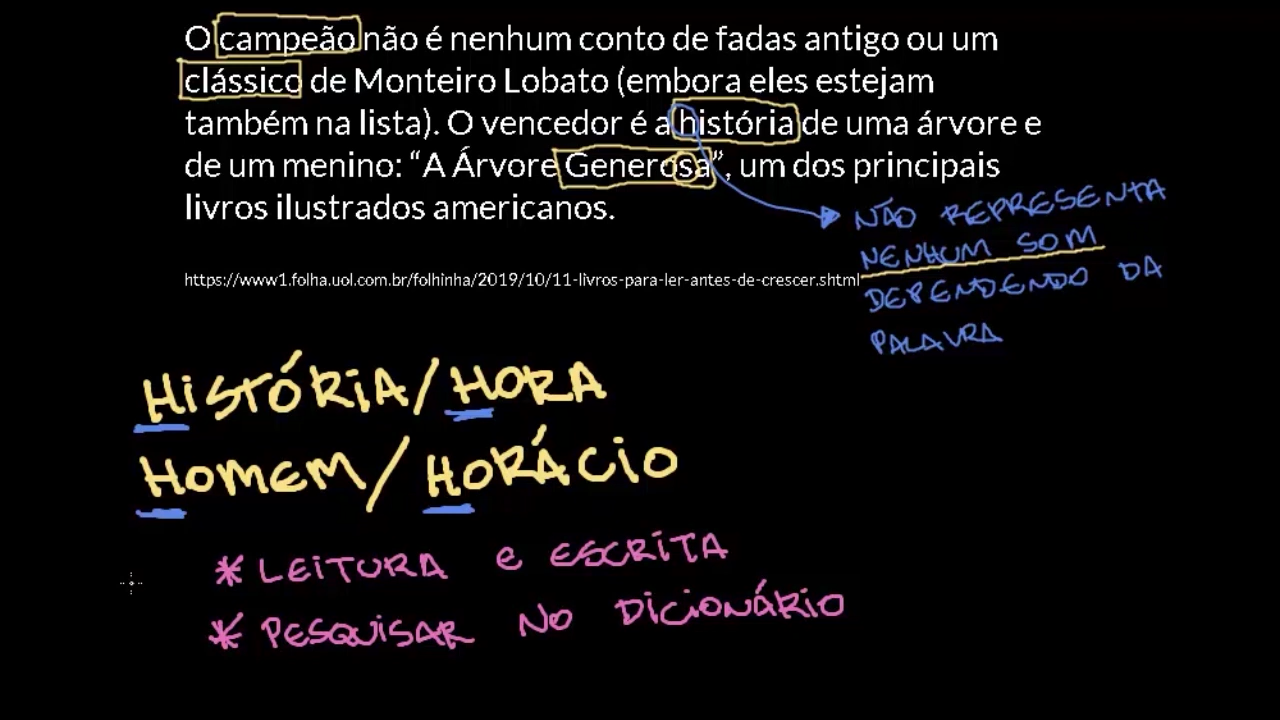 O campeão não é nenhum conto de fadas antigo ou um
clássico de Monteiro Lobato (embora eles estejam
também na lista). O vencedor é a história de uma árvore e
de um menino: “A Árvore Generosa”, um dos principais
livros ilustrados americanos.
NÃO REPRESENTA
NENHUM SOM
DEPENDENDO DA
PALAVRA
https://www1.folha.uol.com.br/folhinha/2019/10/11-livros-para-ler-antes-de-crescer.shtml
HISTÓRIA/HORA
HOMEM/HORÁCIO
* LEITURA E ESCRITA
* PESQUISAR NO DICIONÁRIO